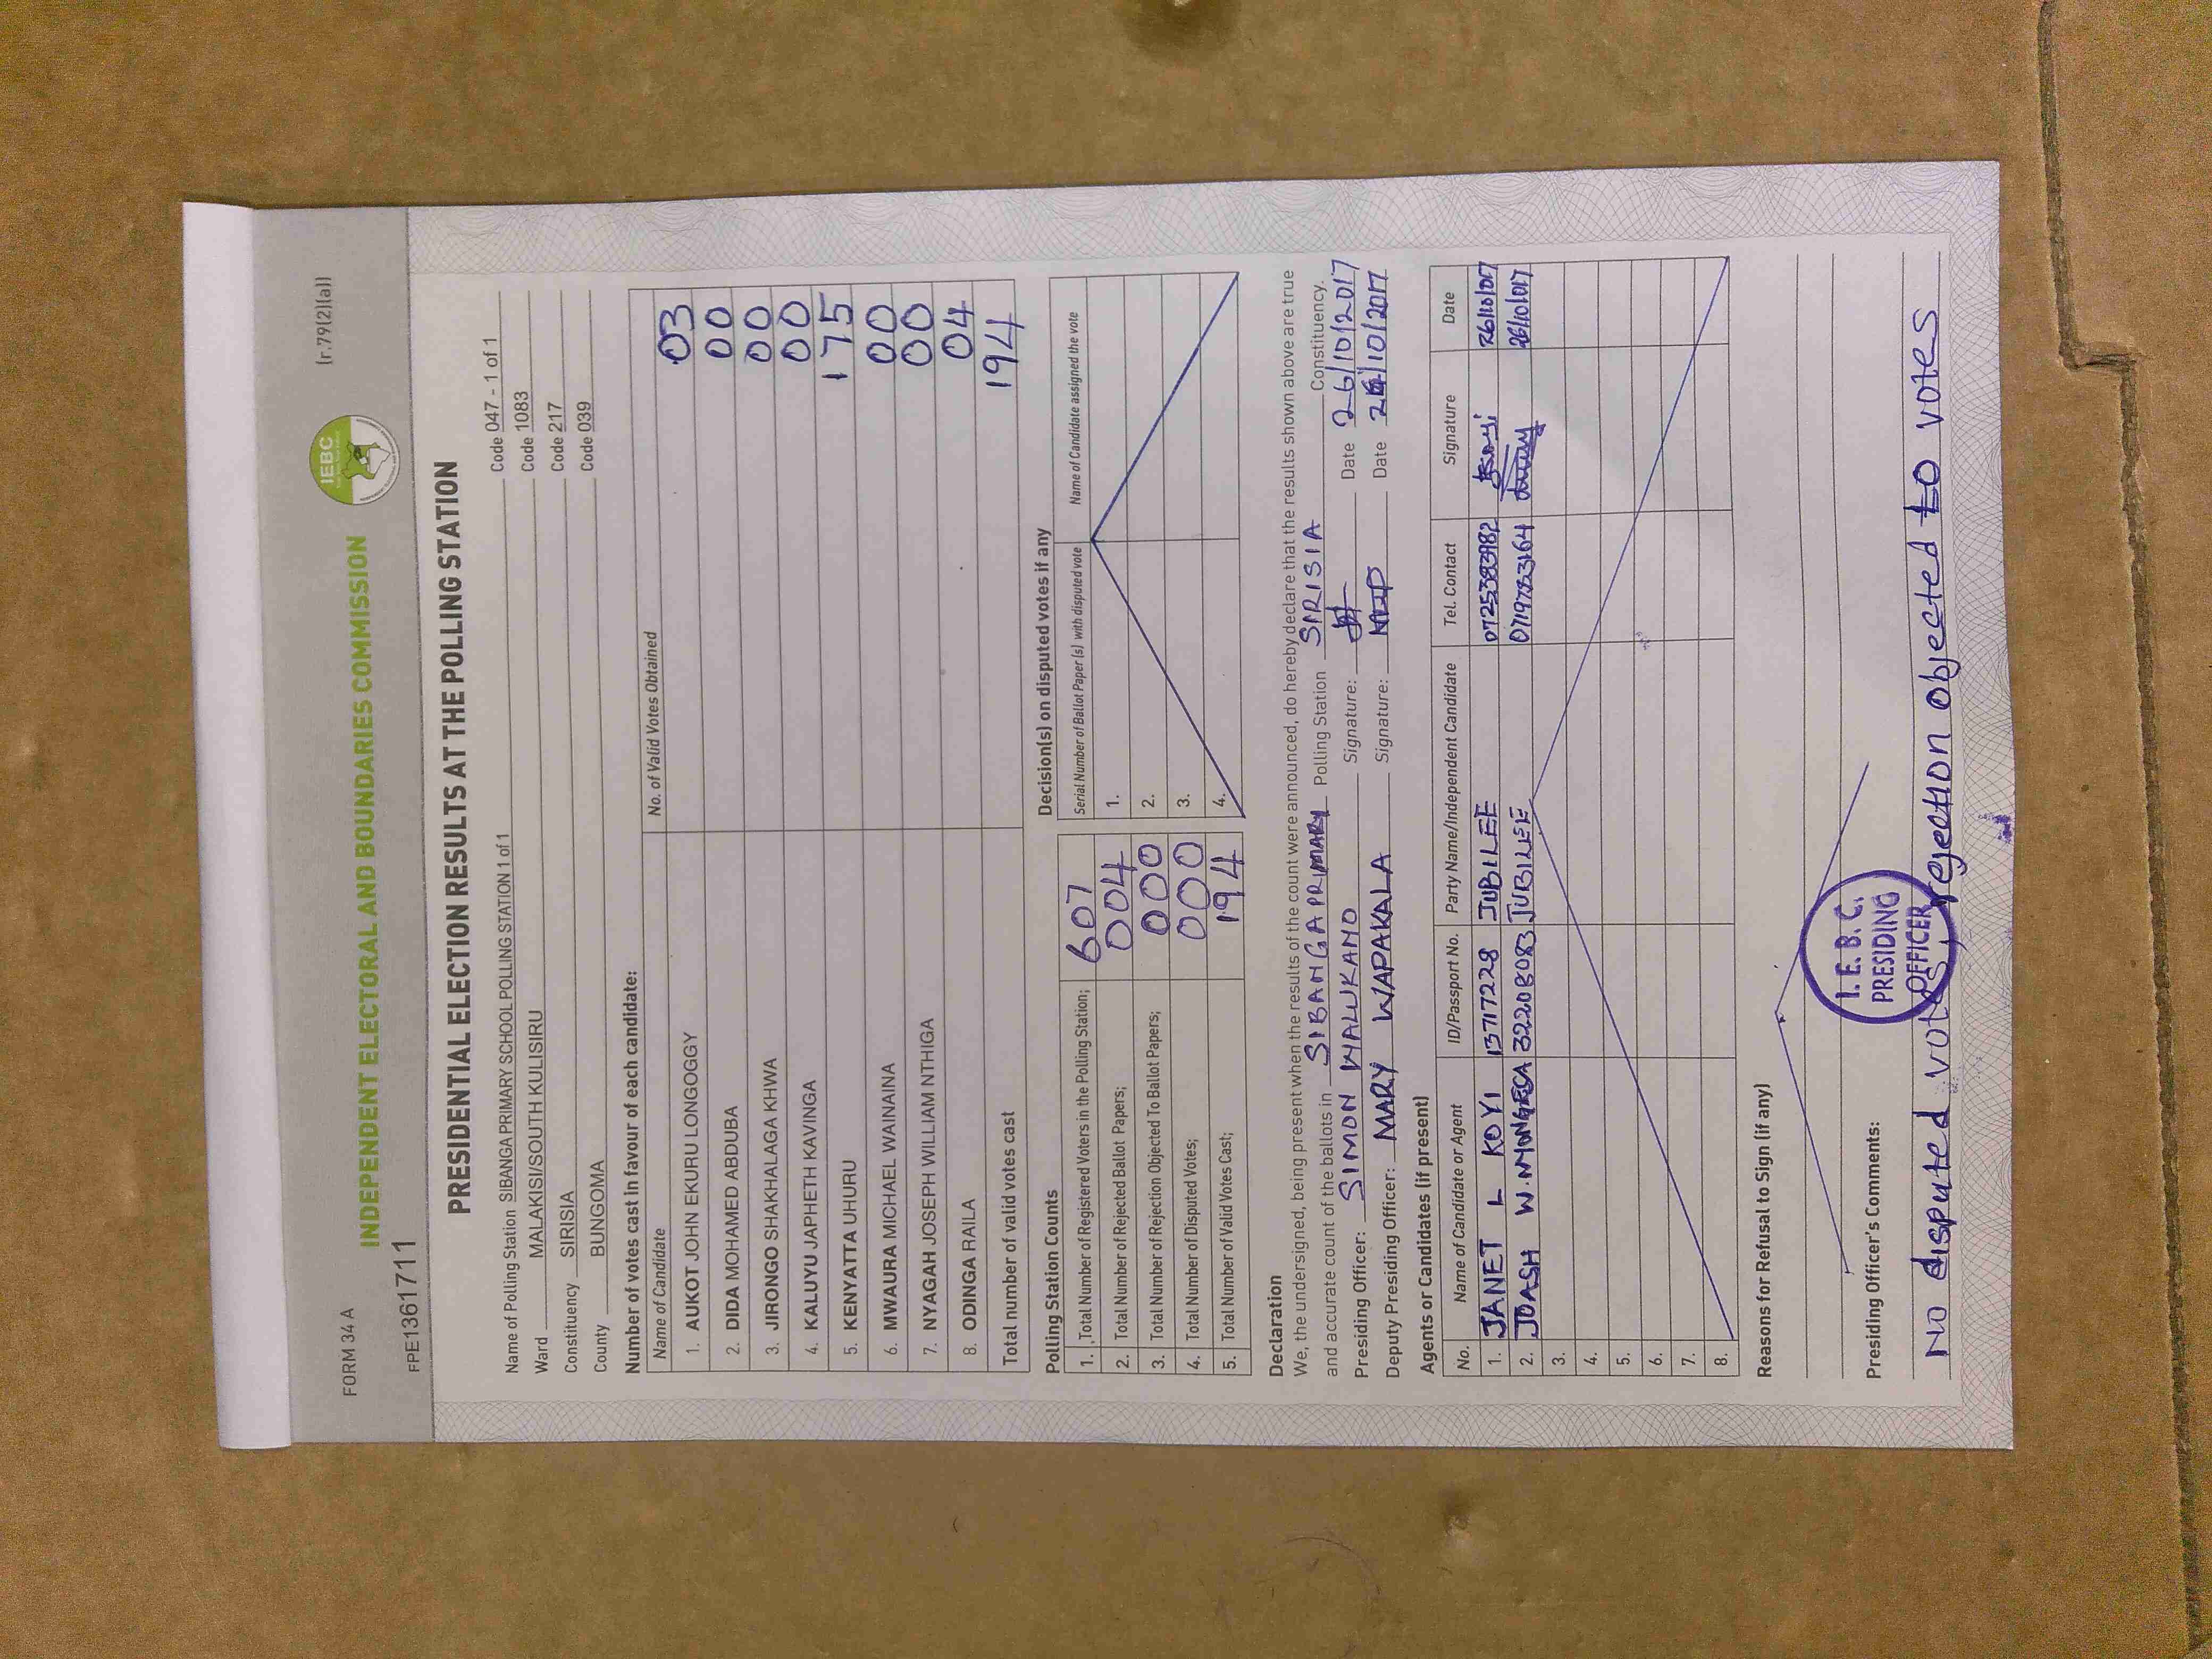 FORM 34 A
(r.79(2)(a))
INDEPENDENT ELECTORAL AND BOUNDARIES COMMISSION
IEBC
FPE1361711
PRESIDENTIAL ELECTION RESULTS AT THE POLLING STATION
Name of Polling Station SIBANGA PRIMARY SCHOOL POLLING STATION 1 of 1 Code 047 - 1 of 1
Ward MALAKISI/SOUTH KULISIRU Code 1083
Constituency SIRISIA Code 217
County BUNGOMA Code 039
Number of votes cast in favour of each candidate:
Name of Candidate No. of Valid Votes Obtained
1. AUKOT JOHN EKURU LONGOGGY 03
2. DIDA MOHAMED ABDUBA 00
3. JIRONGO SHAKHALAGA KHWA 00
4. KALUYU JAPHETH KAVINGA 00
5. KENYATTA UHURU 175
6. MWAURA MICHAEL WAINAINA 00
7. NYAGAH JOSEPH WILLIAM NTHIGA 00
8. ODINGA RAILA 04
Total number of valid votes cast 194
Polling Station Counts
1. Total Number of Registered Voters in the Polling Station; 607
2. Total Number of Rejected Ballot Papers; 004
3. Total Number of Rejection Objected To Ballot Papers; 000
4. Total Number of Disputed Votes; 000
5. Total Number of Valid Votes Cast; 194
Decision(s) on disputed votes if any
Serial Number of Ballot Paper (s) with disputed vote Name of Candidate assigned the vote
1.
2.
3.
4.
Declaration
We, the undersigned, being present when the results of the count were announced, do hereby declare that the results shown above are true
and accurate count of the ballots in SIBANGA PRIMARY Polling Station SIRISIA Constituency.
Presiding Officer: SIMON WALUKANO Signature: Date 26/10/2017
Deputy Presiding Officer: MARY WAPAKALA Signature: Date 26/10/2017
Agents or Candidates (if present)
No. Name of Candidate or Agent ID/Passport No. Party Name/Independent Candidate Tel. Contact Signature Date
1. JANET L KOYI 13717228 JUBILEE 0725383982 26/10/017
2. JOASH W. JUBILEE 26/10/017
3.
4.
5.
6.
7.
8.
Reasons for Refusal to Sign (if any)
Presiding Officer's Comments:
I.E.B.C.
PRESIDING
OFFICER
No disputed votes, rejection objected to votes